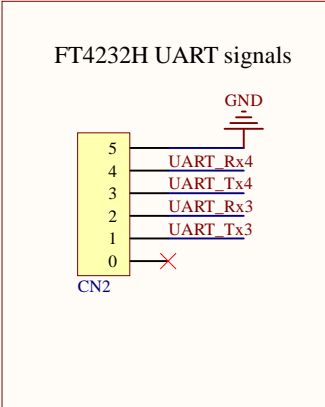 FT4232H UART signals
GND
5
4 UART_Rx4
3 UART_Tx4
2 UART_Rx3
1 UART_Tx3
0
CN2